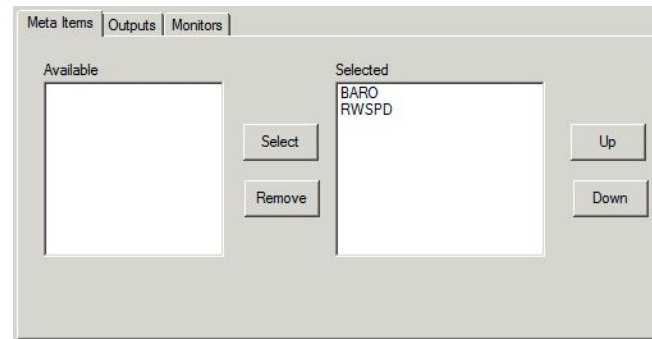 Meta Items Outputs Monitors
Available Selected
BARO
RWSPD
Select Up
Remove Down